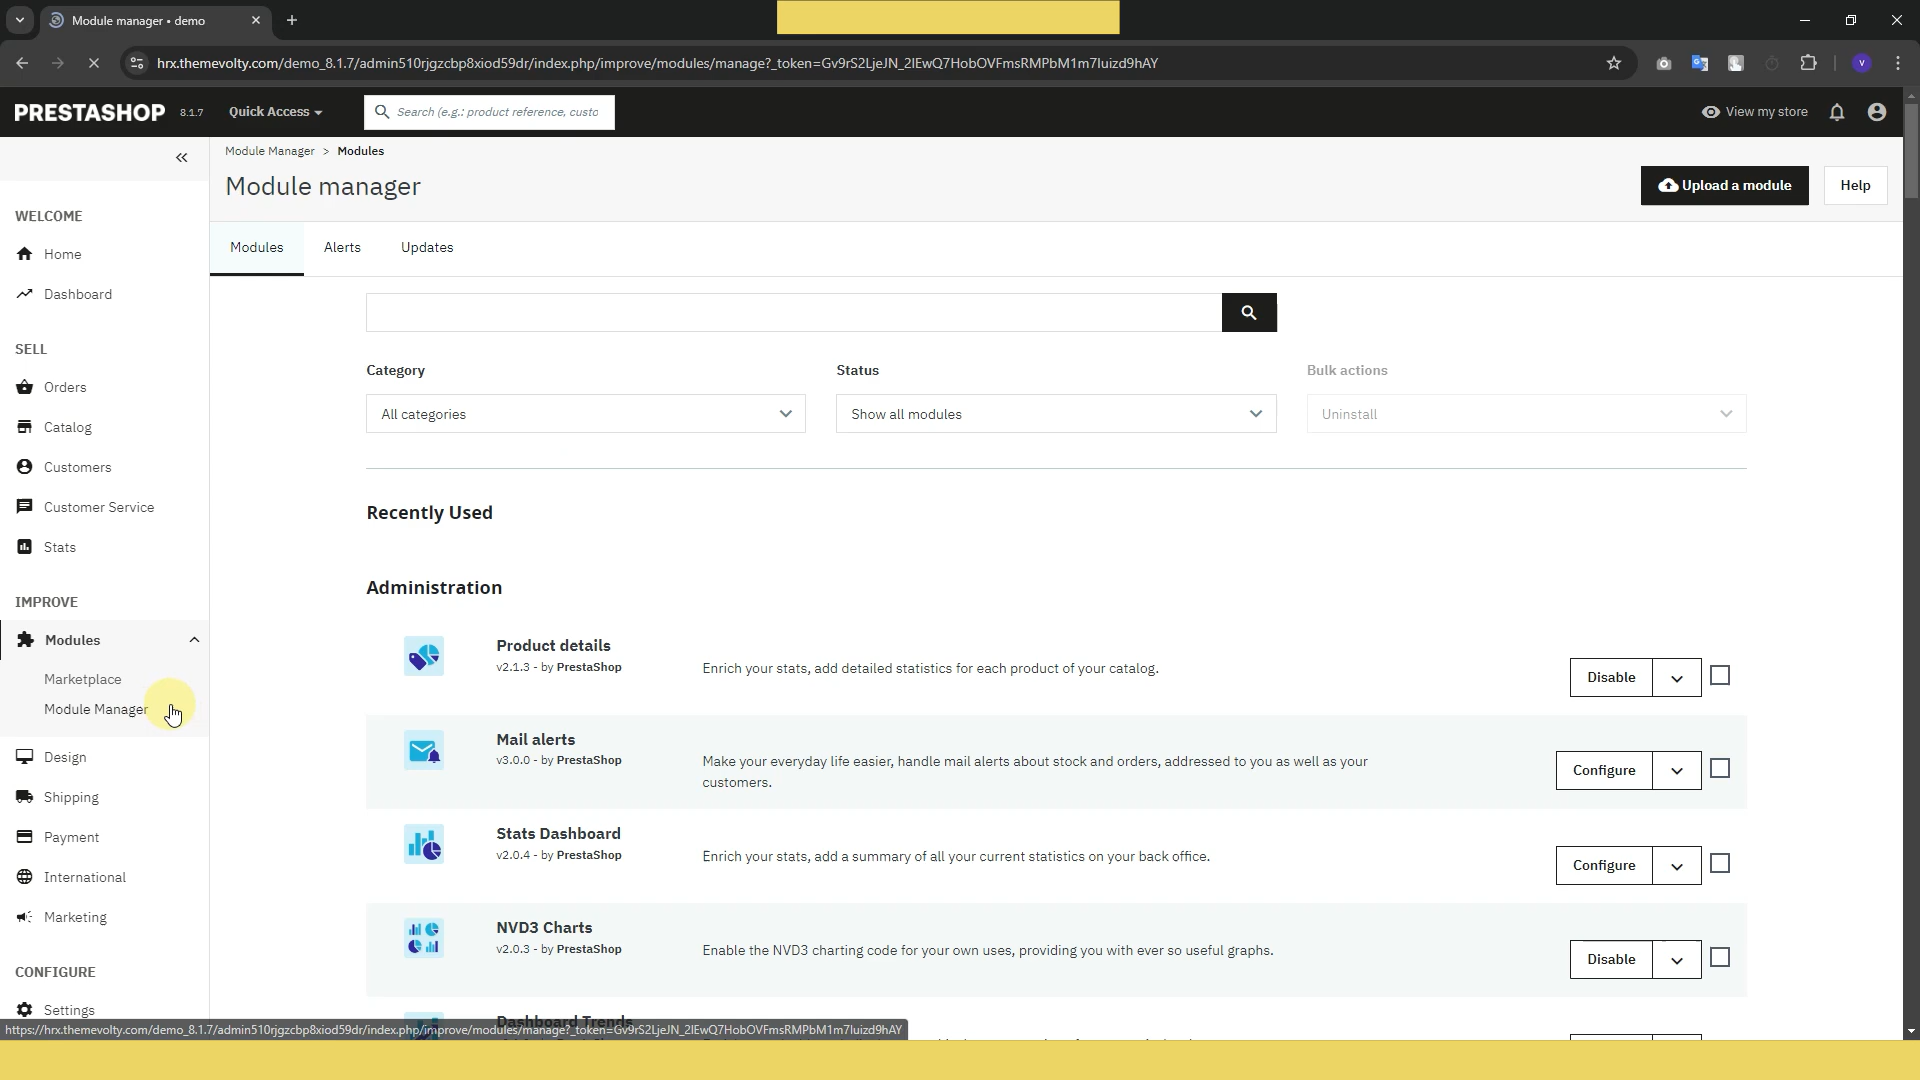 Module manager • demo
hrx.themevolty.com/demo_8.1.7/admin510rjgzcbp8xiod59dr/index.php/improve/modules/manage?_token=Gv9rS2LjeJN_2IEwQ7HobOVFmsRMPbM1m7luizd9hAY
V
PRESTASHOP 8.1.7 Quick Access
Search (e.g.: product reference, custo
View my store
Module Manager > Modules
Module manager
Upload a module
Help
WELCOME
Home
Dashboard
SELL
Orders
Catalog
Customers
Customer Service
Stats
IMPROVE
Modules
Marketplace
Module Manager
Design
Shipping
Payment
International
Marketing
CONFIGURE
Settings
Modules Alerts Updates
Category Status Bulk actions
All categories Show all modules Uninstall
Recently Used
Administration
Product details
v2.1.3 - by PrestaShop
Enrich your stats, add detailed statistics for each product of your catalog.
Disable
Mail alerts
v3.0.0 - by PrestaShop
Make your everyday life easier, handle mail alerts about stock and orders, addressed to you as well as your
customers.
Configure
Stats Dashboard
v2.0.4 - by PrestaShop
Enrich your stats, add a summary of all your current statistics on your back office.
Configure
NVD3 Charts
v2.0.3 - by PrestaShop
Enable the NVD3 charting code for your own uses, providing you with ever so useful graphs.
Disable
Dashboard Trends
https://hrx.themevolty.com/demo_8.1.7/admin510rjgzcbp8xiod59dr/index.php/improve/modules/manage?_token=Gv9rS2LjeJN_2IEwQ7HobOVFmsRMPbM1m7luizd9hAY